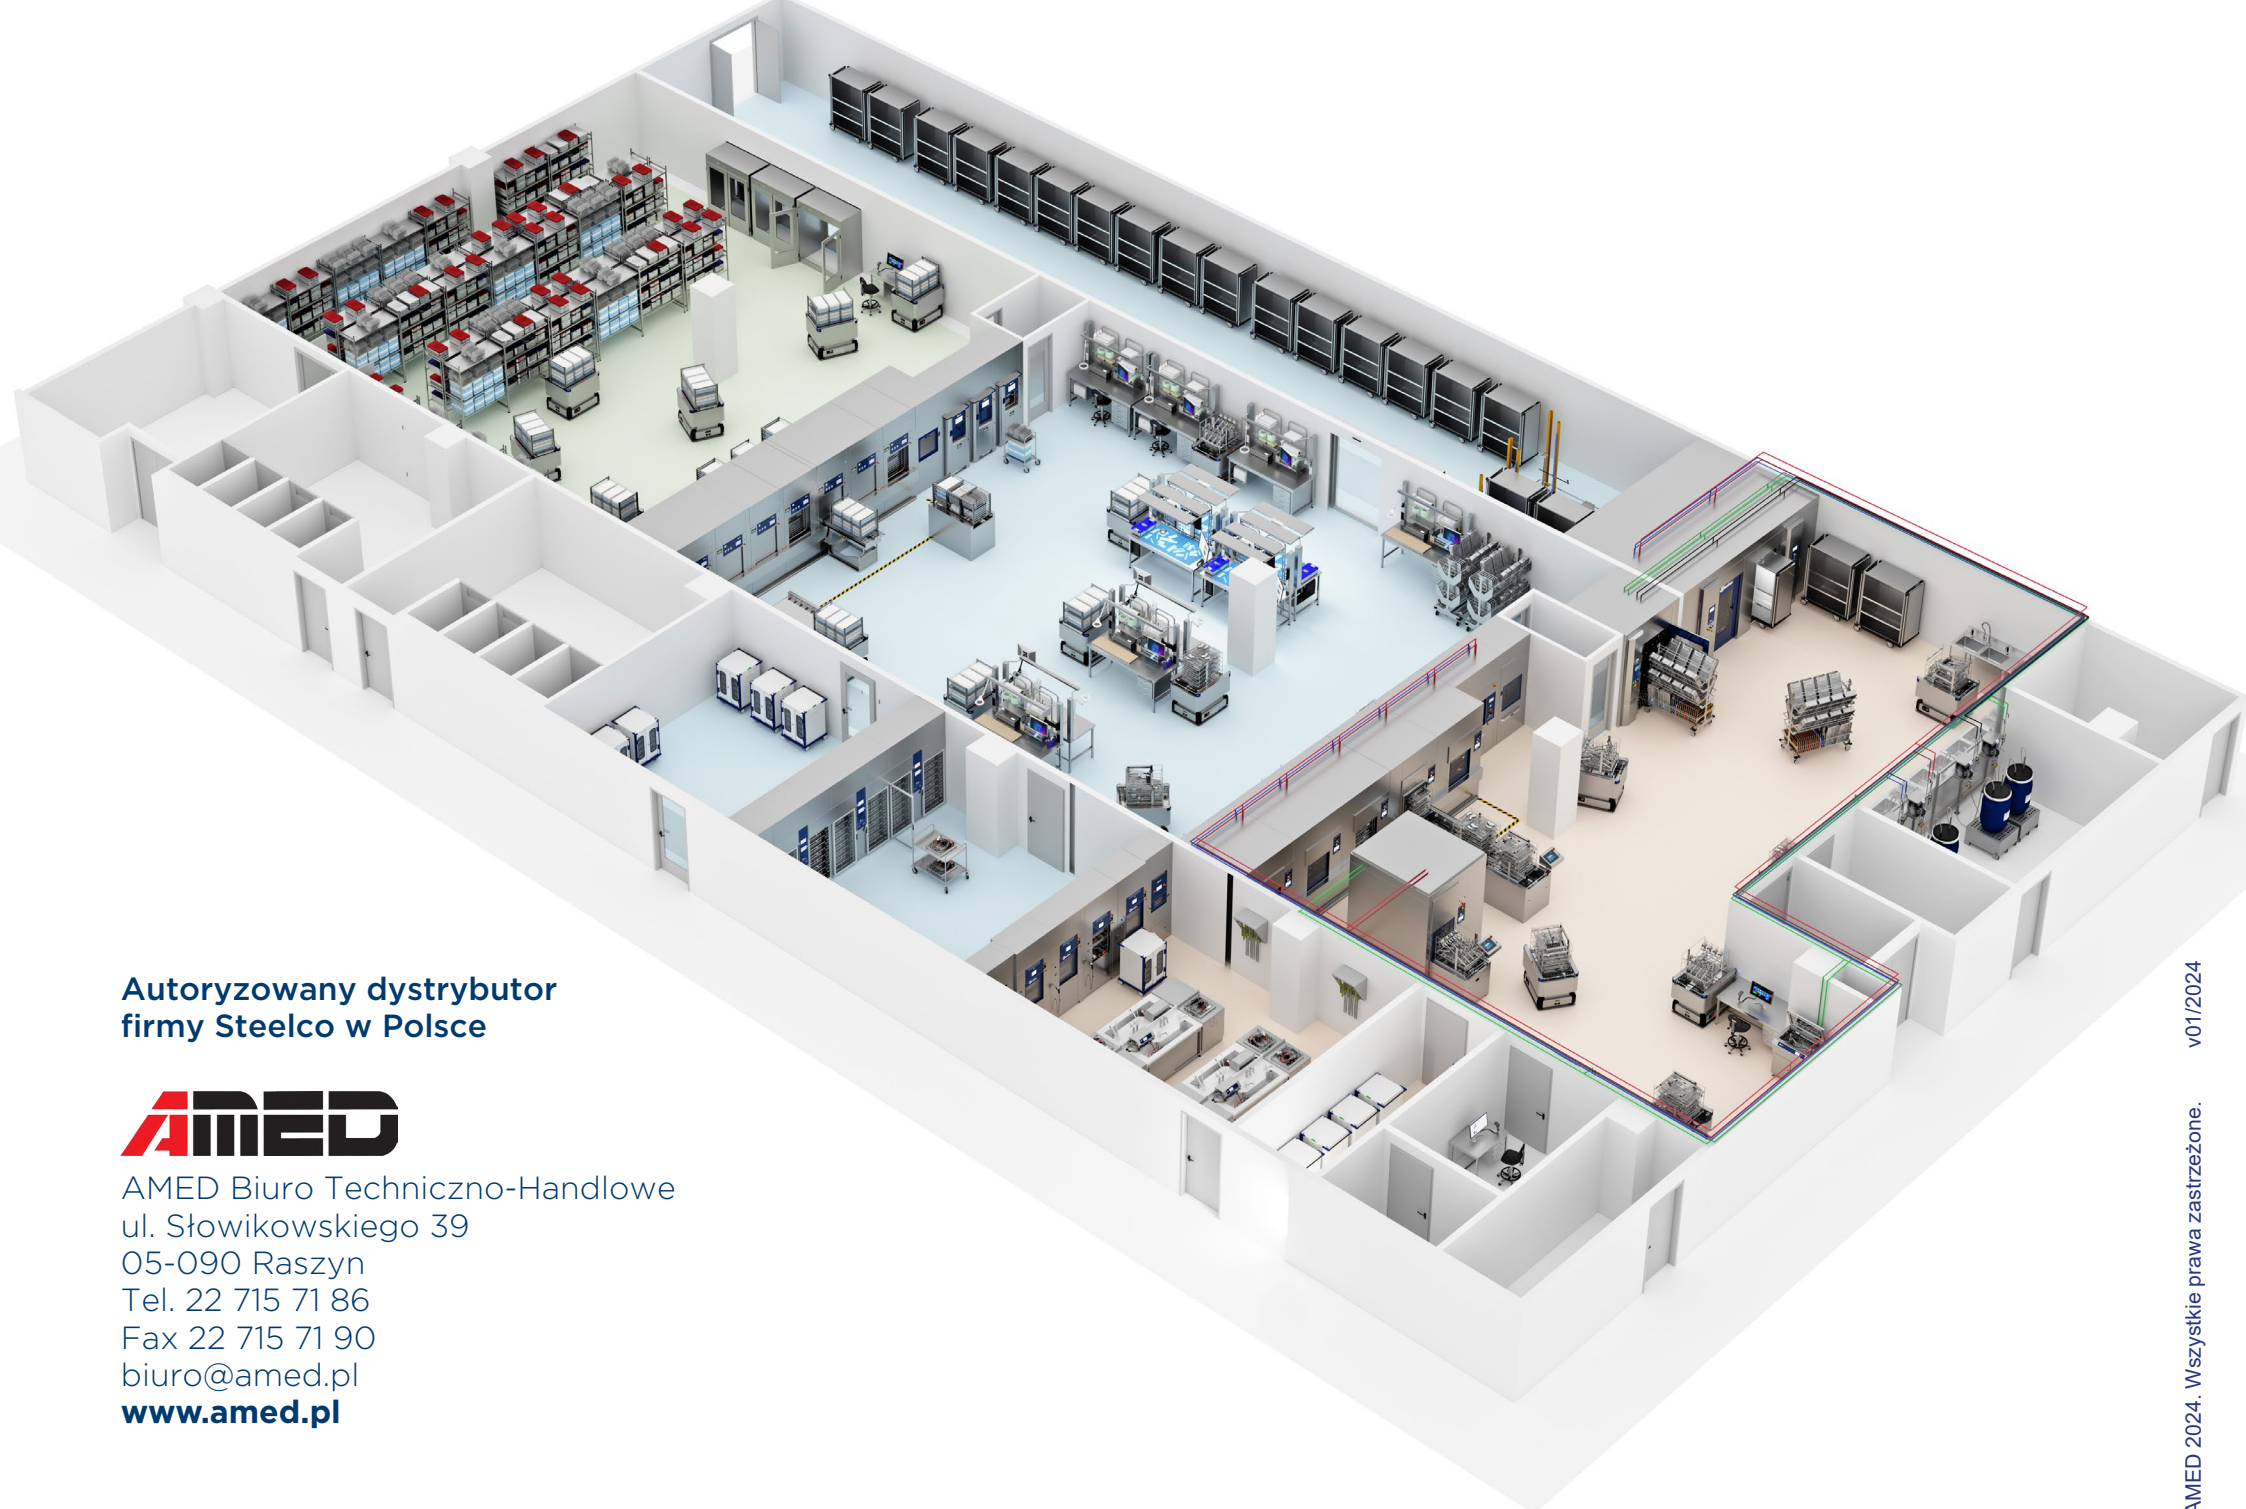 Autoryzowany dystrybutor
firmy Steelco w Polsce
AMED
AMED Biuro Techniczno-Handlowe
ul. Słowikowskiego 39
05-090 Raszyn
Tel. 22 715 71 86
Fax 22 715 71 90
biuro@amed.pl
www.amed.pl
AMED 2024. Wszystkie prawa zastrzeżone. v01/2024